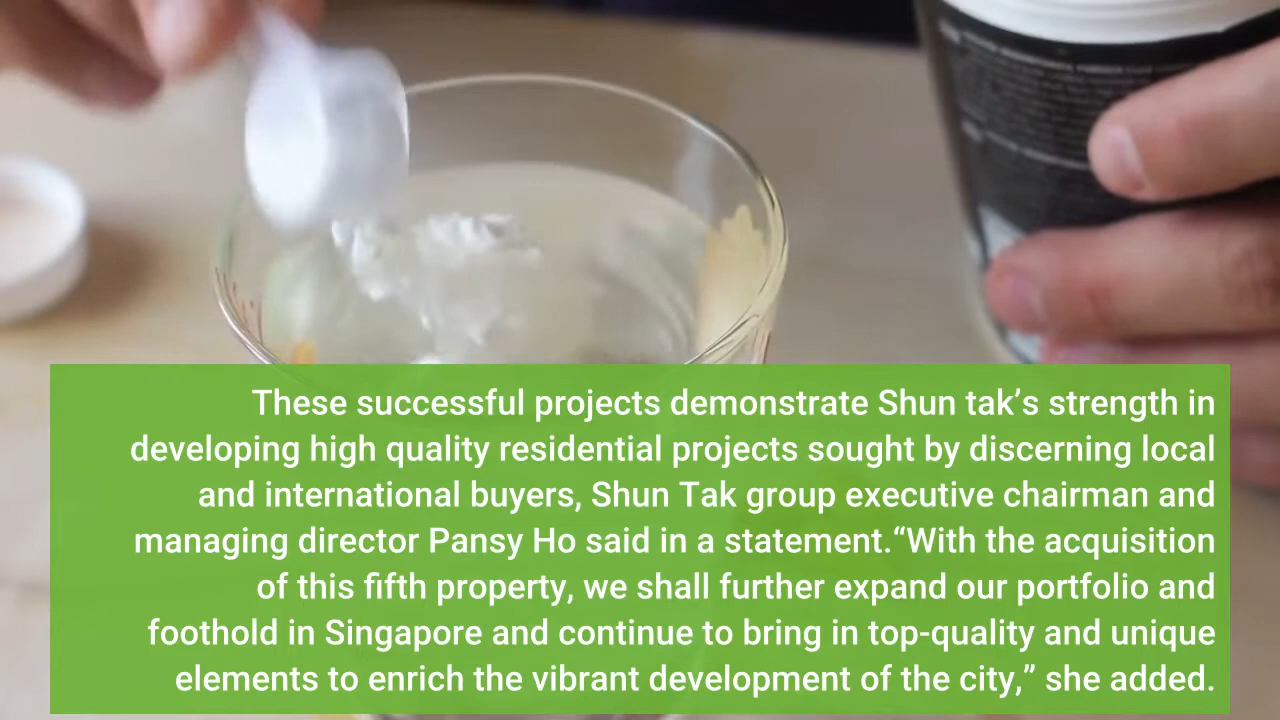 These successful projects demonstrate Shun tak’s strength in
developing high quality residential projects sought by discerning local
and international buyers, Shun Tak group executive chairman and
managing director Pansy Ho said in a statement.“With the acquisition
of this fifth property, we shall further expand our portfolio and
foothold in Singapore and continue to bring in top-quality and unique
elements to enrich the vibrant development of the city,” she added.